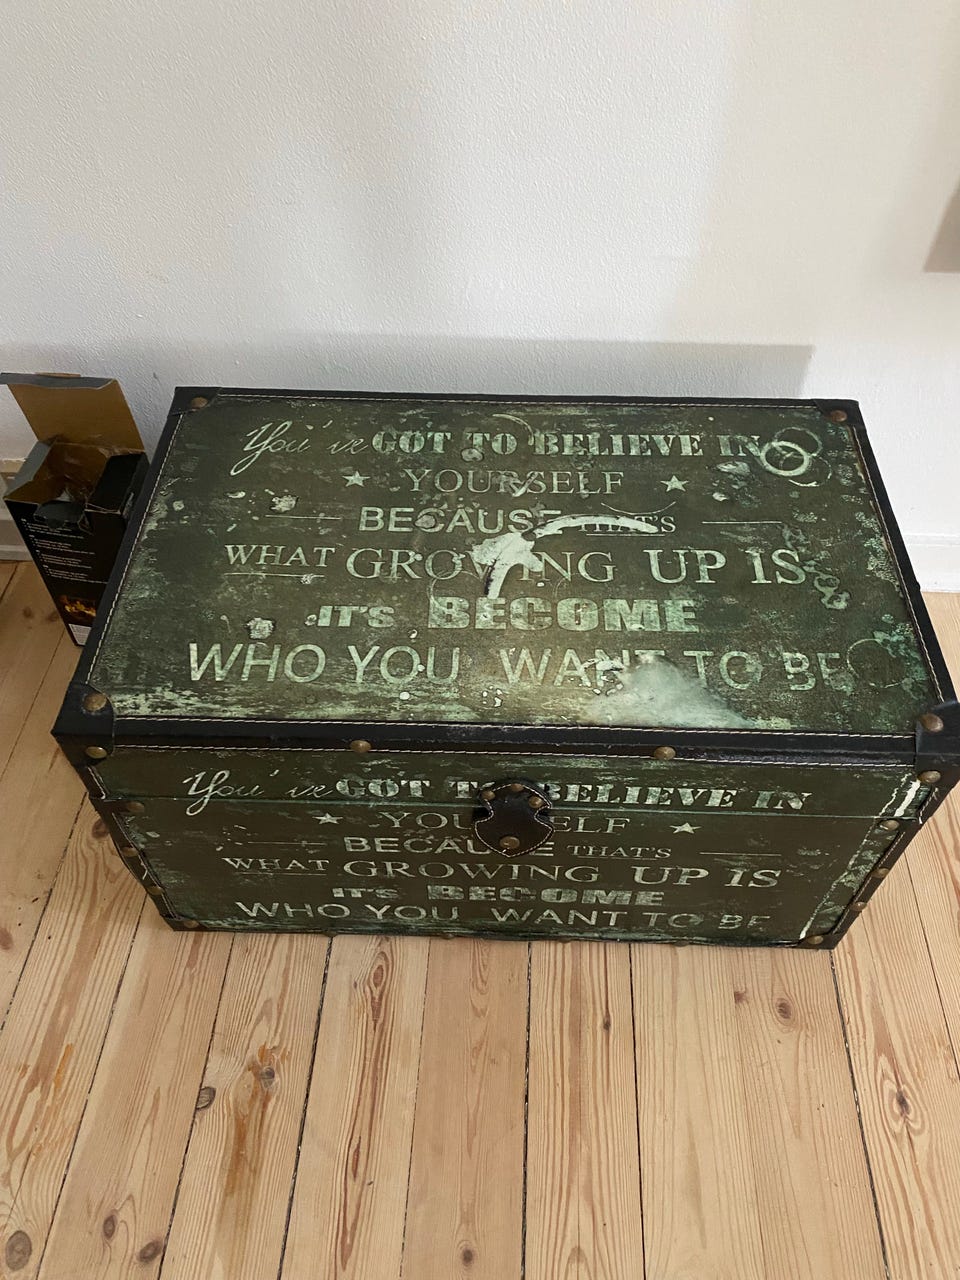 You've GOT TO BELIEVE IN
YOURSELF
BECAUSE THAT'S
WHAT GROWING UP IS
IT'S BECOME
WHO YOU WANT TO BE
You've GOT TO BELIEVE IN
YOURSELF
BECAUSE THAT'S
WHAT GROWING UP IS
IT'S BECOME
WHO YOU WANT TO BE